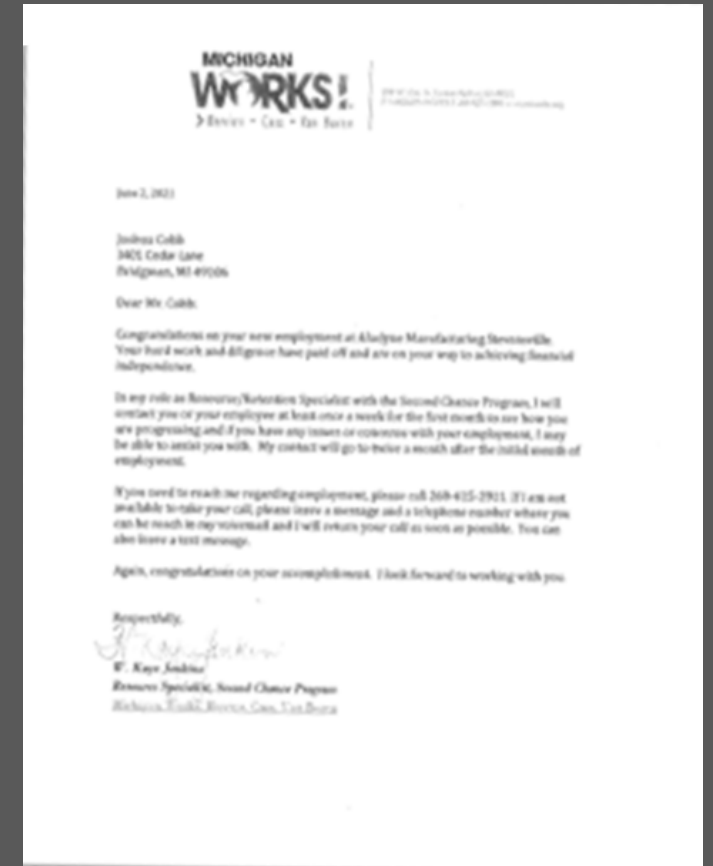 MICHIGAN
WORKS!
Berrien • Cass • Van Buren
June 2, 2021
Joshua Cobb
3401 Cedar Lane
Bridgman, MI 49106
Dear Mr. Cobb:
Congratulations on your new employment at Manufacturing Stevensville.
Your hard work and diligence have paid off and are on your way to achieving financial
independence.
In my role as Resource/Retention Specialist with the Second Chance Program, I will
contact you or your employee at least once a week for the first month to see how you
are progressing and if you have any issues or concerns with your employment, I may
be able to assist you with. My contact will go to twice a month after the initial month of
employment.
If you need to reach me regarding employment, please call If I am not
available to take your call, please leave a message and a telephone number where you
can be reach in my voicemail and I will return your call as soon as possible. You can
also leave a text message.
Again, congratulations on your accomplishment. I look forward to working with you.
Respectfully,
W. Kaye Jenkins
Resource Specialist, Second Chance Program
Michigan Works! Berrien, Cass, Van Buren